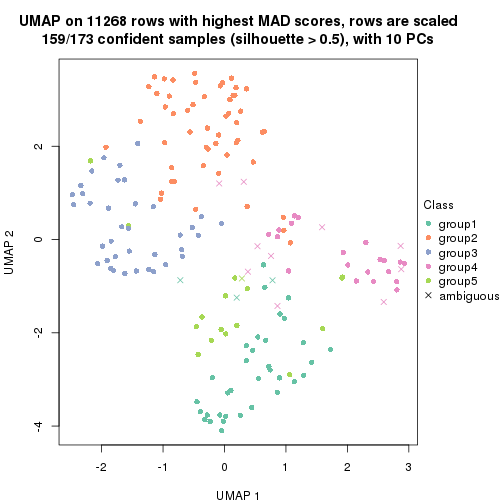 UMAP on 11268 rows with highest MAD scores, rows are scaled
159/173 confident samples (silhouette > 0.5), with 10 PCs
2
0
-2
-4
UMAP 2
-2
-1
0
1
2
3
UMAP 1
Class
group1
group2
group3
group4
group5
ambiguous